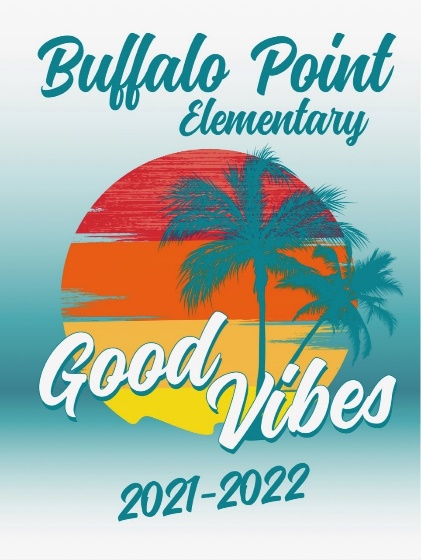 Buffalo Point
Elementary
Good
Vibes
2021-2022